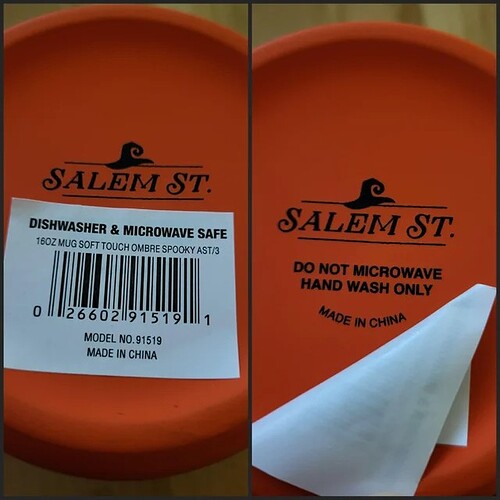 SALEM ST.
DISHWASHER & MICROWAVE SAFE
16OZ MUG SOFT TOUCH OMBRE SPOOKY AST/3
0 26602 91519 1
MODEL NO.91519
MADE IN CHINA
SALEM ST.
DO NOT MICROWAVE
HAND WASH ONLY
MADE IN CHINA